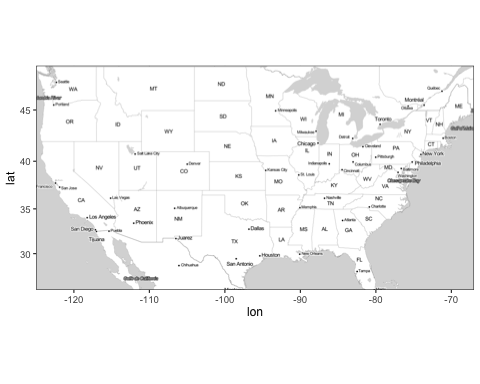 Seattle
WA
Portland
MT
ND
MN
Minneapolis
OR
ID
WY
SD
WI
MI
Montréal
Québec
ME
VT
NH
Toronto
NY
Boston
CT
Milwaukee
Detroit
Chicago
IA
NE
Salt Lake City
NV
UT
Denver
CO
KS
Kansas City
MO
St. Louis
IL
IN
Indianapolis
OH
Columbus
Cincinnati
Cleveland
Pittsburgh
PA
New York
Philadelphia
Baltimore
MD
Washington
WV
VA
KY
Francisco
San Jose
CA
Las Vegas
Los Angeles
San Diego
Tijuana
AZ
Phoenix
Albuquerque
NM
OK
AR
Memphis
Nashville
TN
NC
Charlotte
SC
Atlanta
MS
AL
GA
Juarez
TX
Dallas
LA
San Antonio
Houston
New Orleans
FL
Tampa
Chihuahua
45
40
35
30
lat
-120
-110
-100
-90
-80
-70
lon